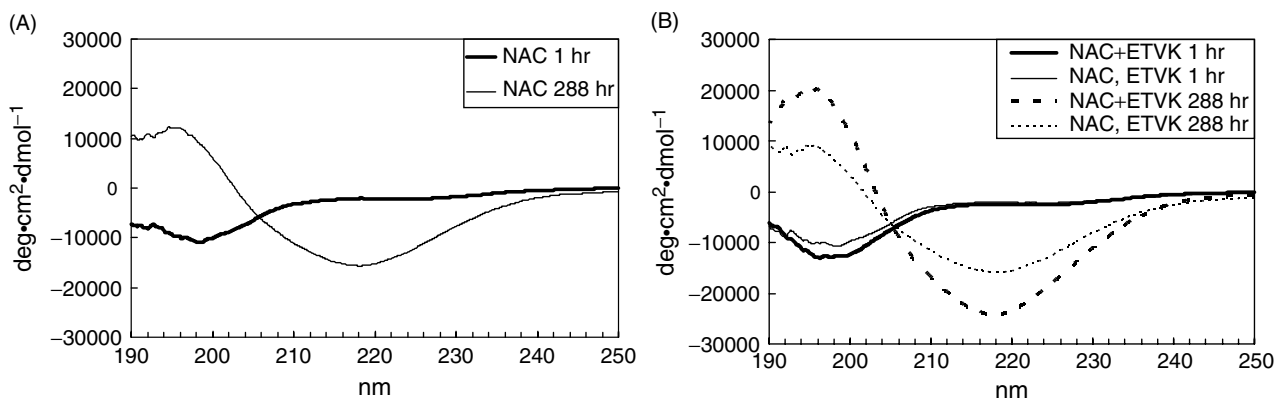 (A)
30000
20000
10000
0
−10000
−20000
−30000
deg•cm²•dmol⁻¹
190 200 210 220 230 240 250
nm
NAC 1 hr
NAC 288 hr
(B)
30000
20000
10000
0
−10000
−20000
−30000
deg•cm²•dmol⁻¹
190 200 210 220 230 240 250
nm
NAC+ETVK 1 hr
NAC, ETVK 1 hr
NAC+ETVK 288 hr
NAC, ETVK 288 hr